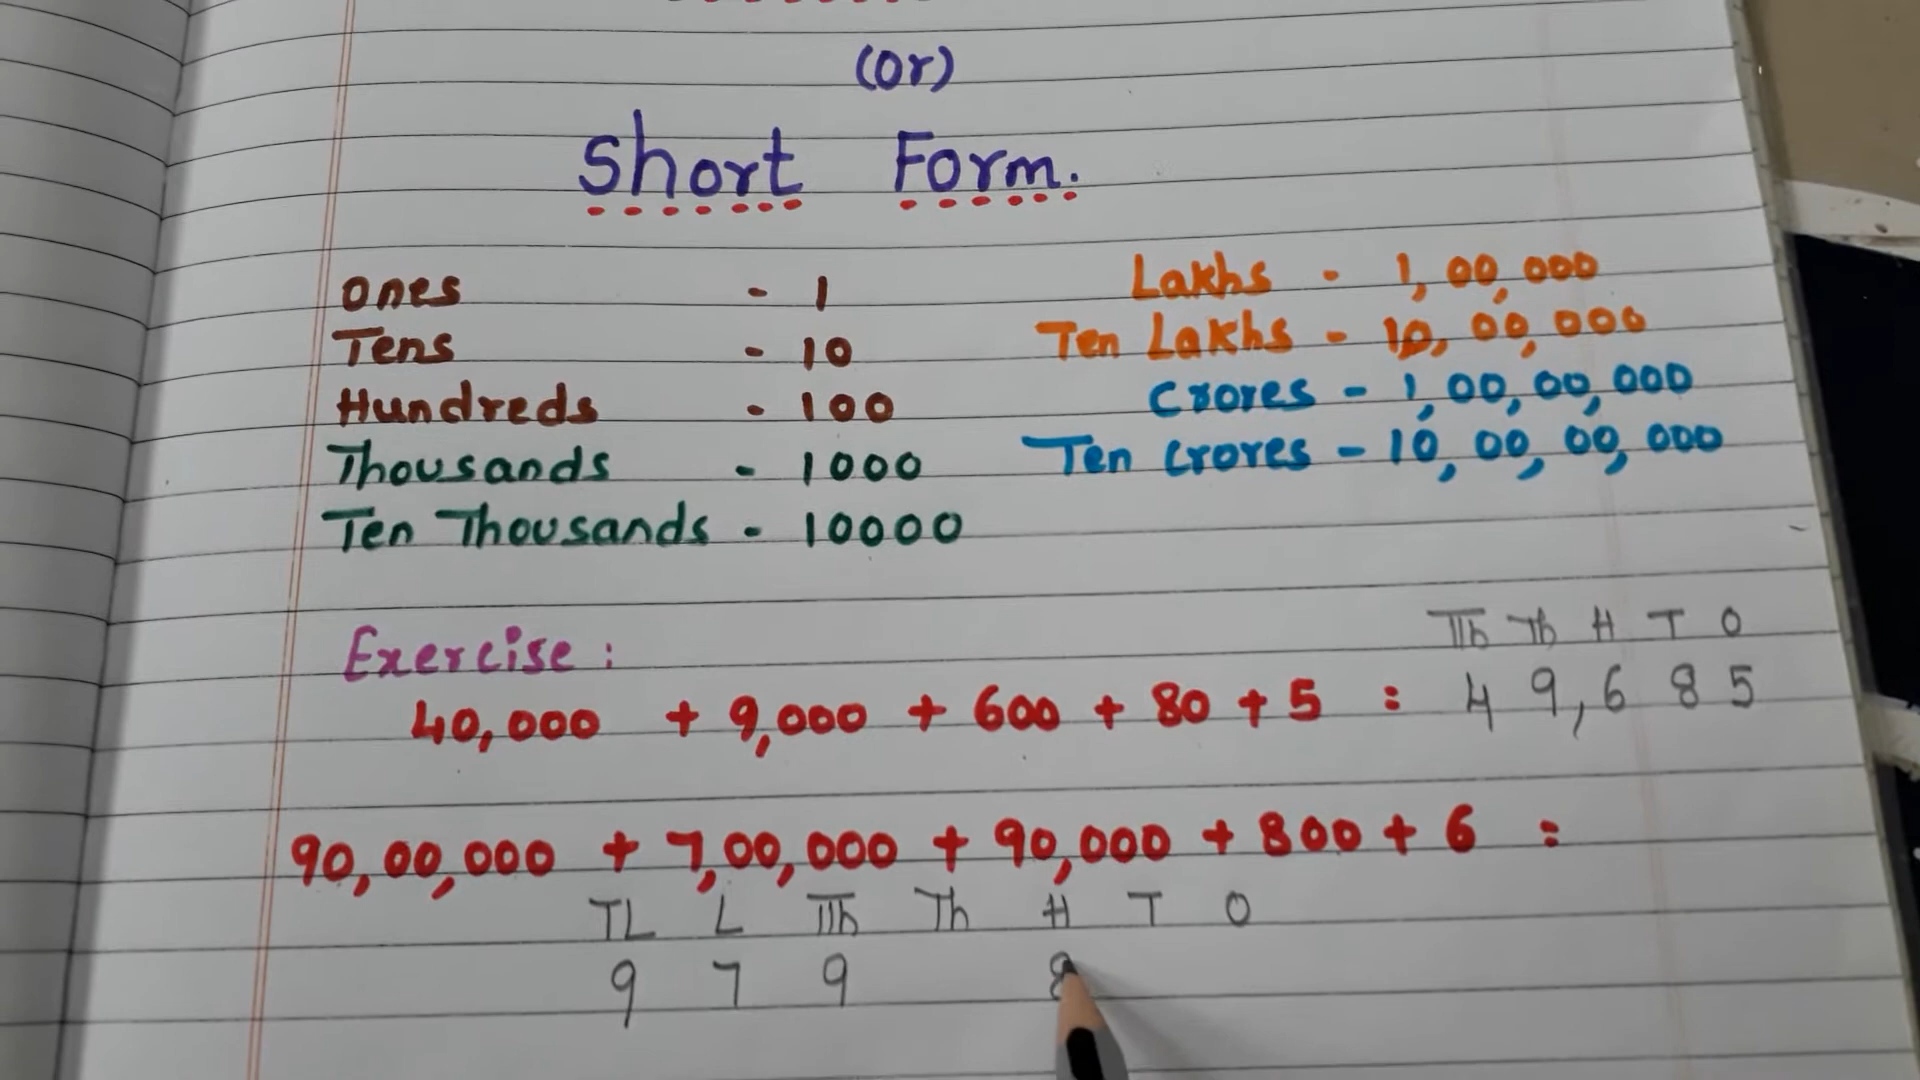 (or)
Short Form.
Ones - 1
Tens - 10
Hundreds - 100
Thousands - 1000
Ten Thousands - 10000
Lakhs - 1,00,000
Ten Lakhs - 10,00,000
Crores - 1,00,00,000
Ten Crores - 10,00,00,000
Exercise:
TTh Th H T O
40,000 + 9,000 + 600 + 80 + 5 = 49,685
90,00,000 + 7,00,000 + 90,000 + 800 + 6 =
TL L TTh Th H T O
9 7 9 8